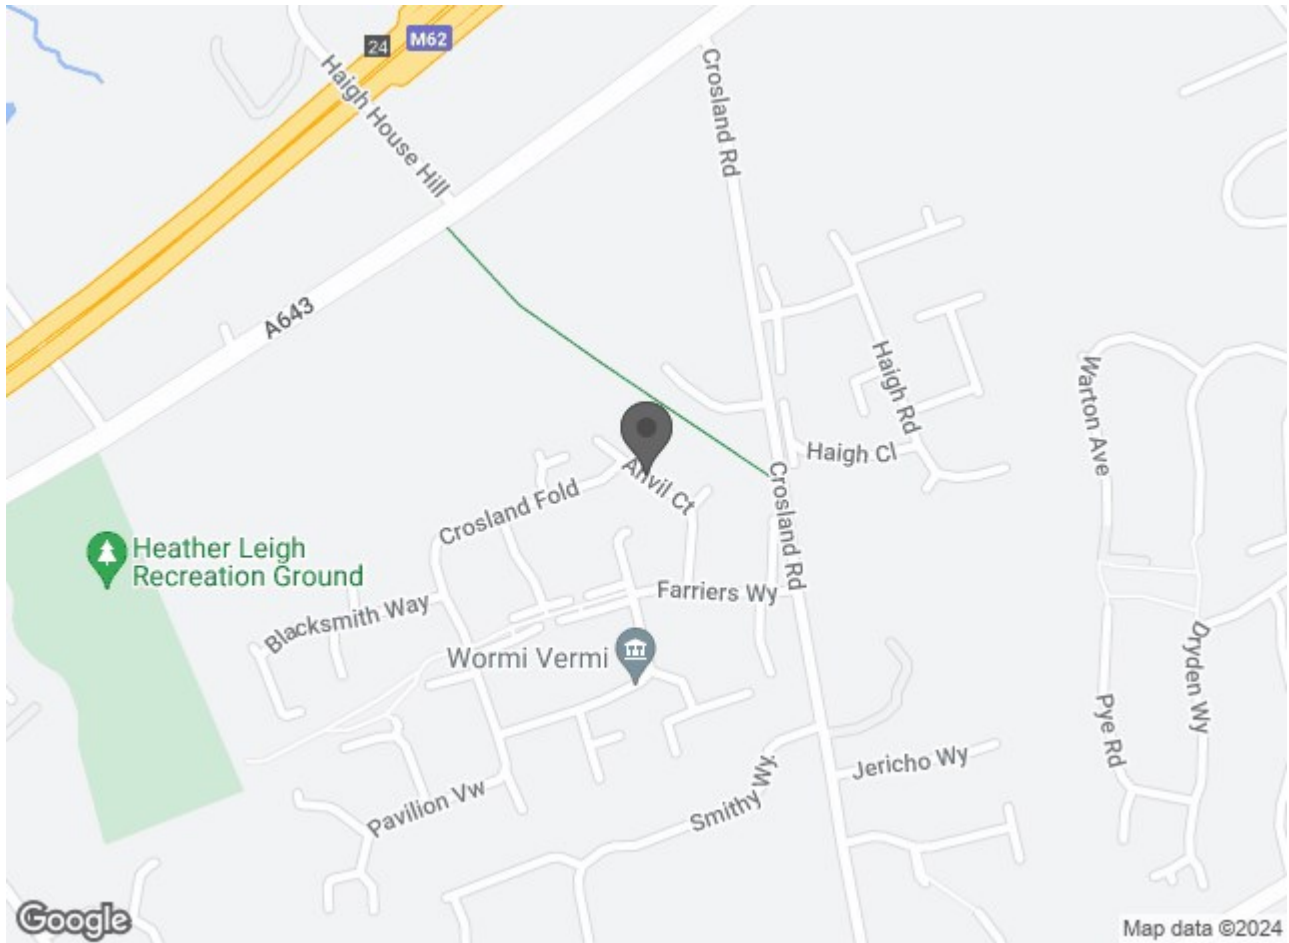 24
M62
Haigh House Hill
Crosland Rd
A643
Haigh Rd
Warton Ave
Haigh Cl
Anvil Ct
Crosland Fold
Crosland Rd
Heather Leigh
Recreation Ground
Farriers Wy
Blacksmith Way
Wormi Vermi
Dryden Wy
Pye Rd
Jericho Wy
Smithy Wy
Pavilion Vw
Google
Map data ©2024